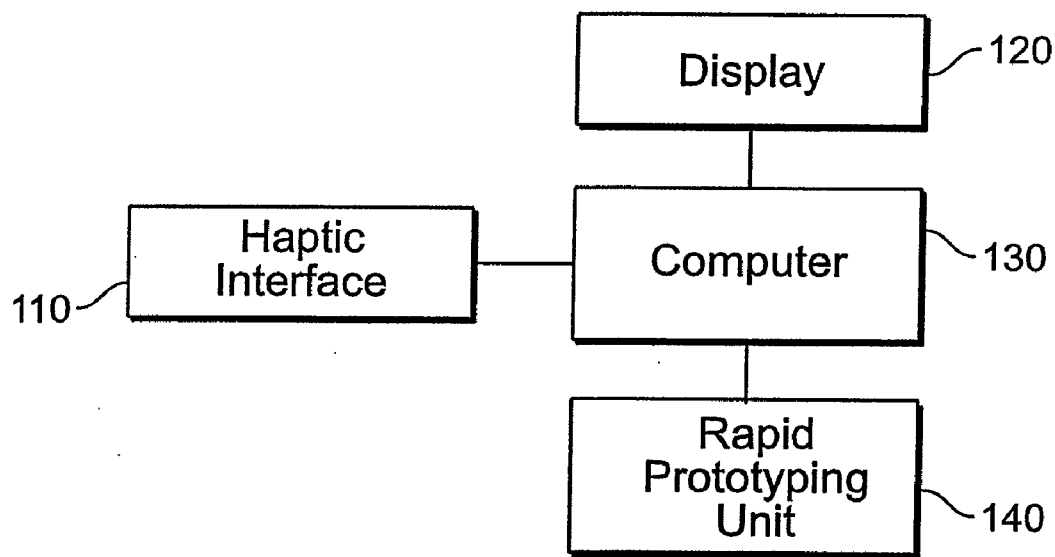 Display
120
Haptic
Interface
110
Computer
130
Rapid
Prototyping
Unit
140